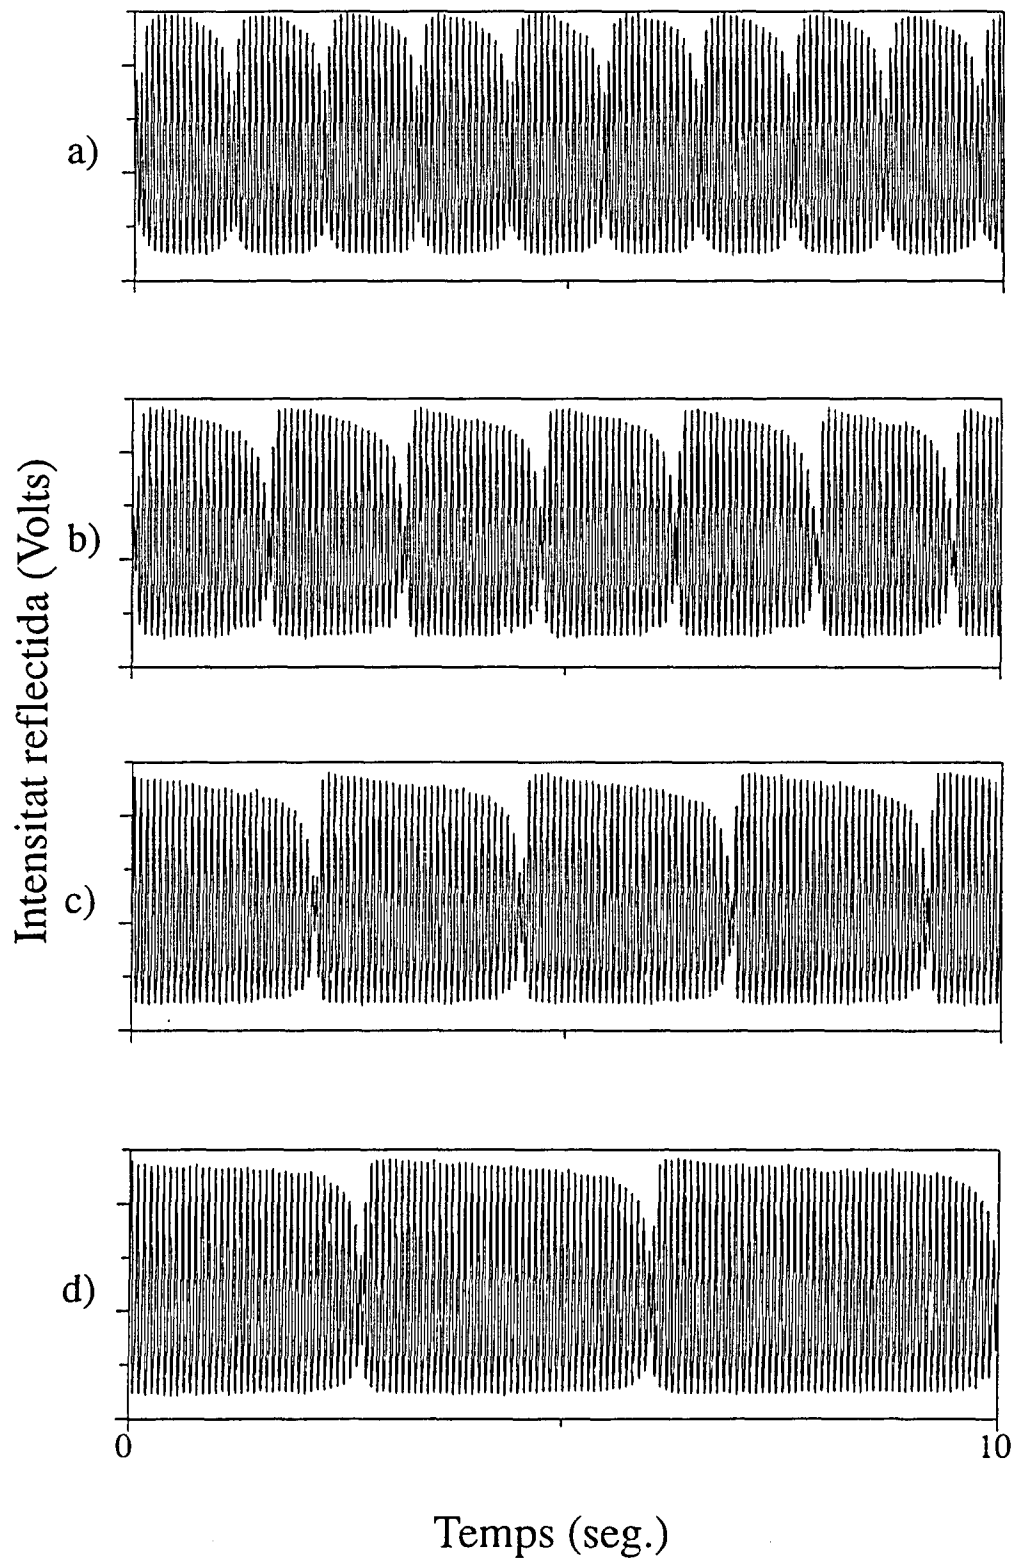 a)
b)
c)
d)
Intensitat reflectida (Volts)
0
10
Temps (seg.)